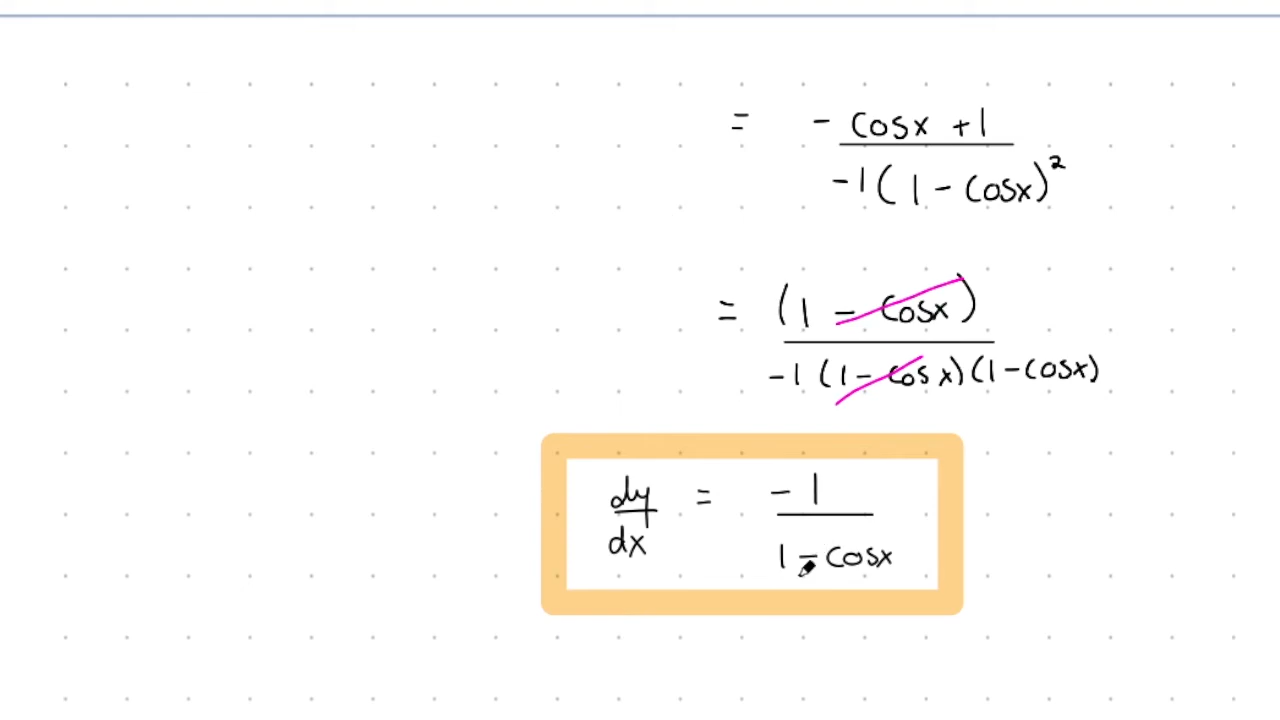 = - cosx +1
-1(1 - cosx)²
= (1 - cosx)
-1 (1 - cosx)(1-cosx)
dy = -1
dx 1 - cosx